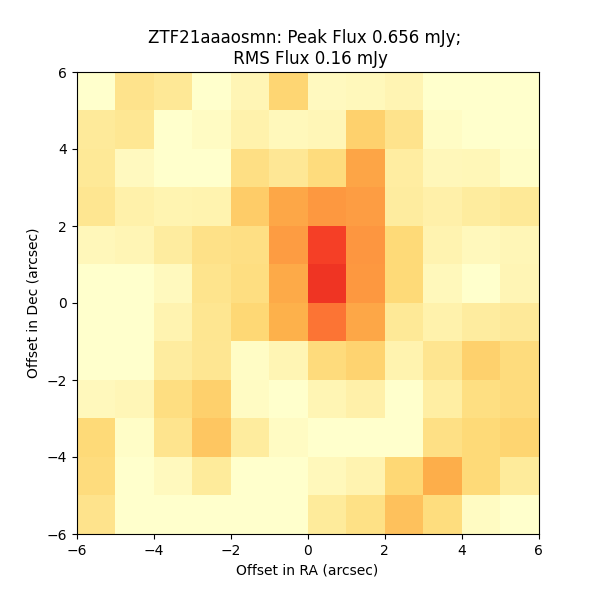 ZTF21aaaosmn: Peak Flux 0.656 mJy;
RMS Flux 0.16 mJy
6
4
2
0
−2
−4
−6
Offset in Dec (arcsec)
−6 −4 −2 0 2 4 6
Offset in RA (arcsec)